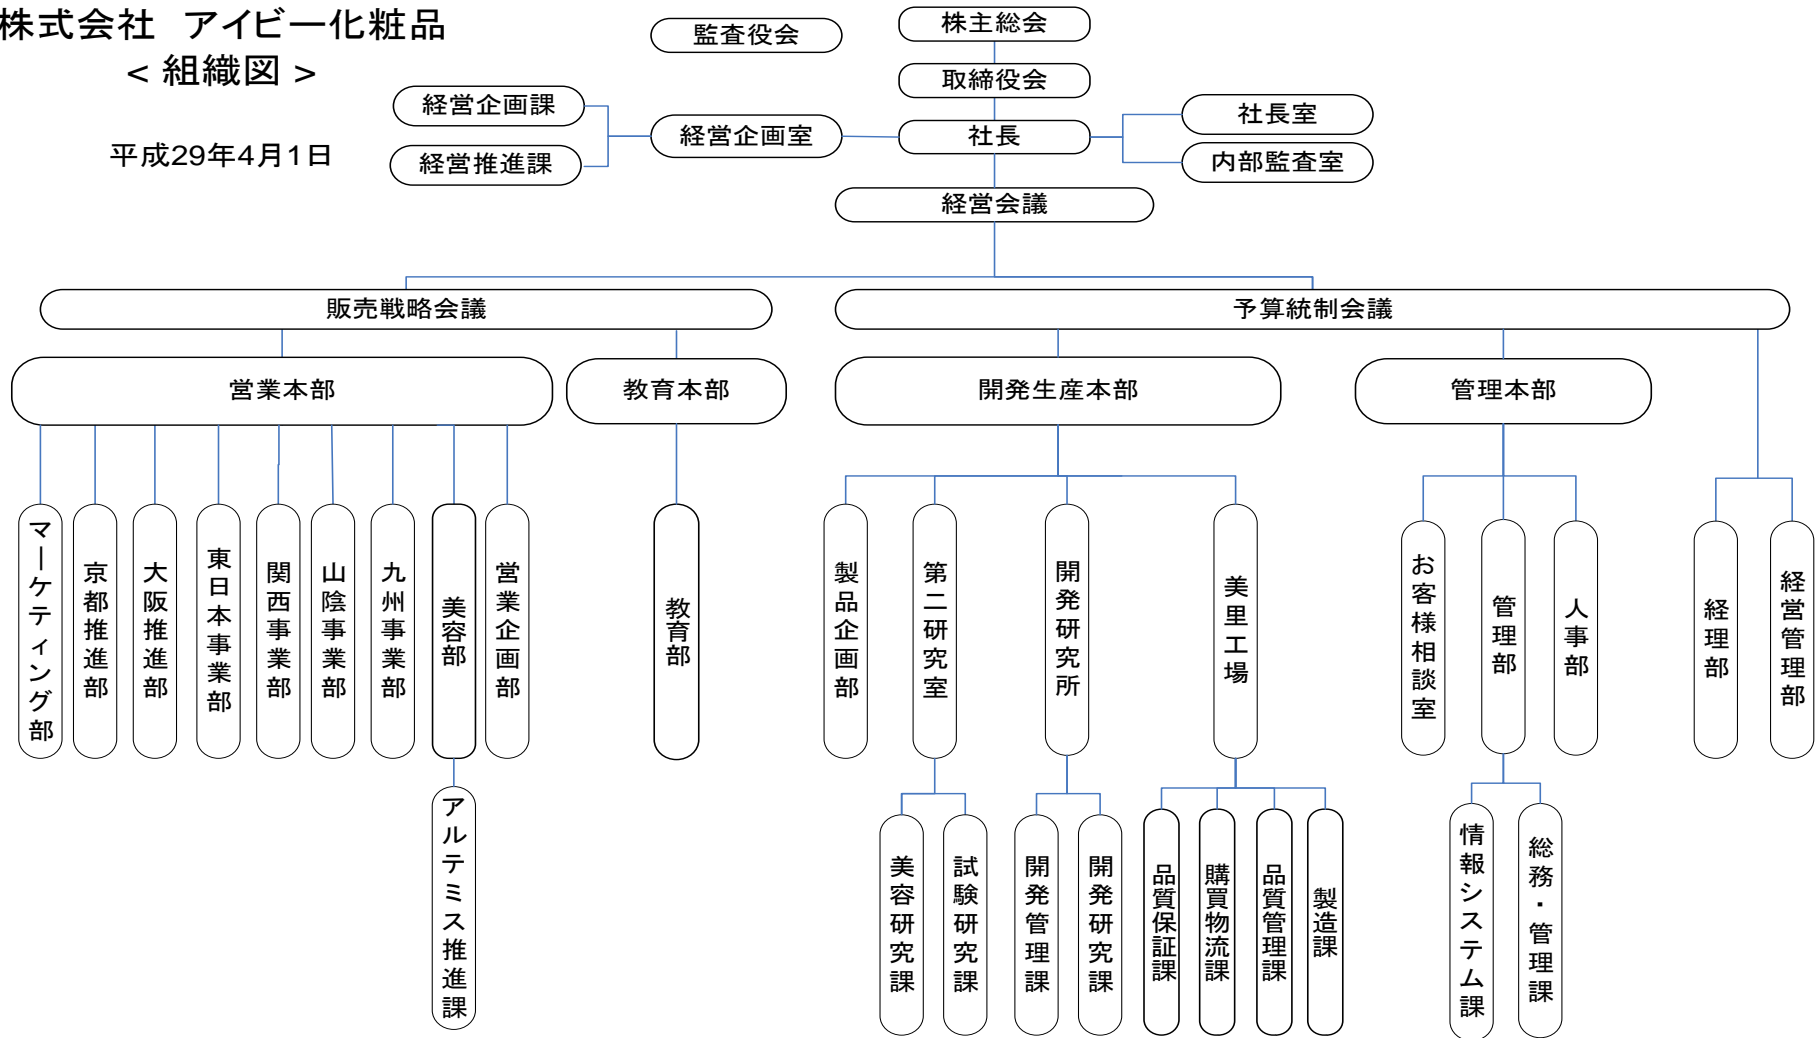 株式会社 アイビー化粧品
< 組織図 >
平成29年4月1日
監査役会
株主総会
取締役会
社長
経営企画室
経営企画課
経営推進課
社長室
内部監査室
経営会議
販売戦略会議
予算統制会議
営業本部
教育本部
開発生産本部
管理本部
マーケティング部
京都推進部
大阪推進部
東日本事業部
関西事業部
山陰事業部
九州事業部
美容部
営業企画部
教育部
製品企画部
第二研究室
開発研究所
美里工場
お客様相談室
管理部
人事部
経理部
経営管理部
アルテミス推進課
美容研究課
試験研究課
開発管理課
開発研究課
品質保証課
購買物流課
品質管理課
製造課
情報システム課
総務・管理課